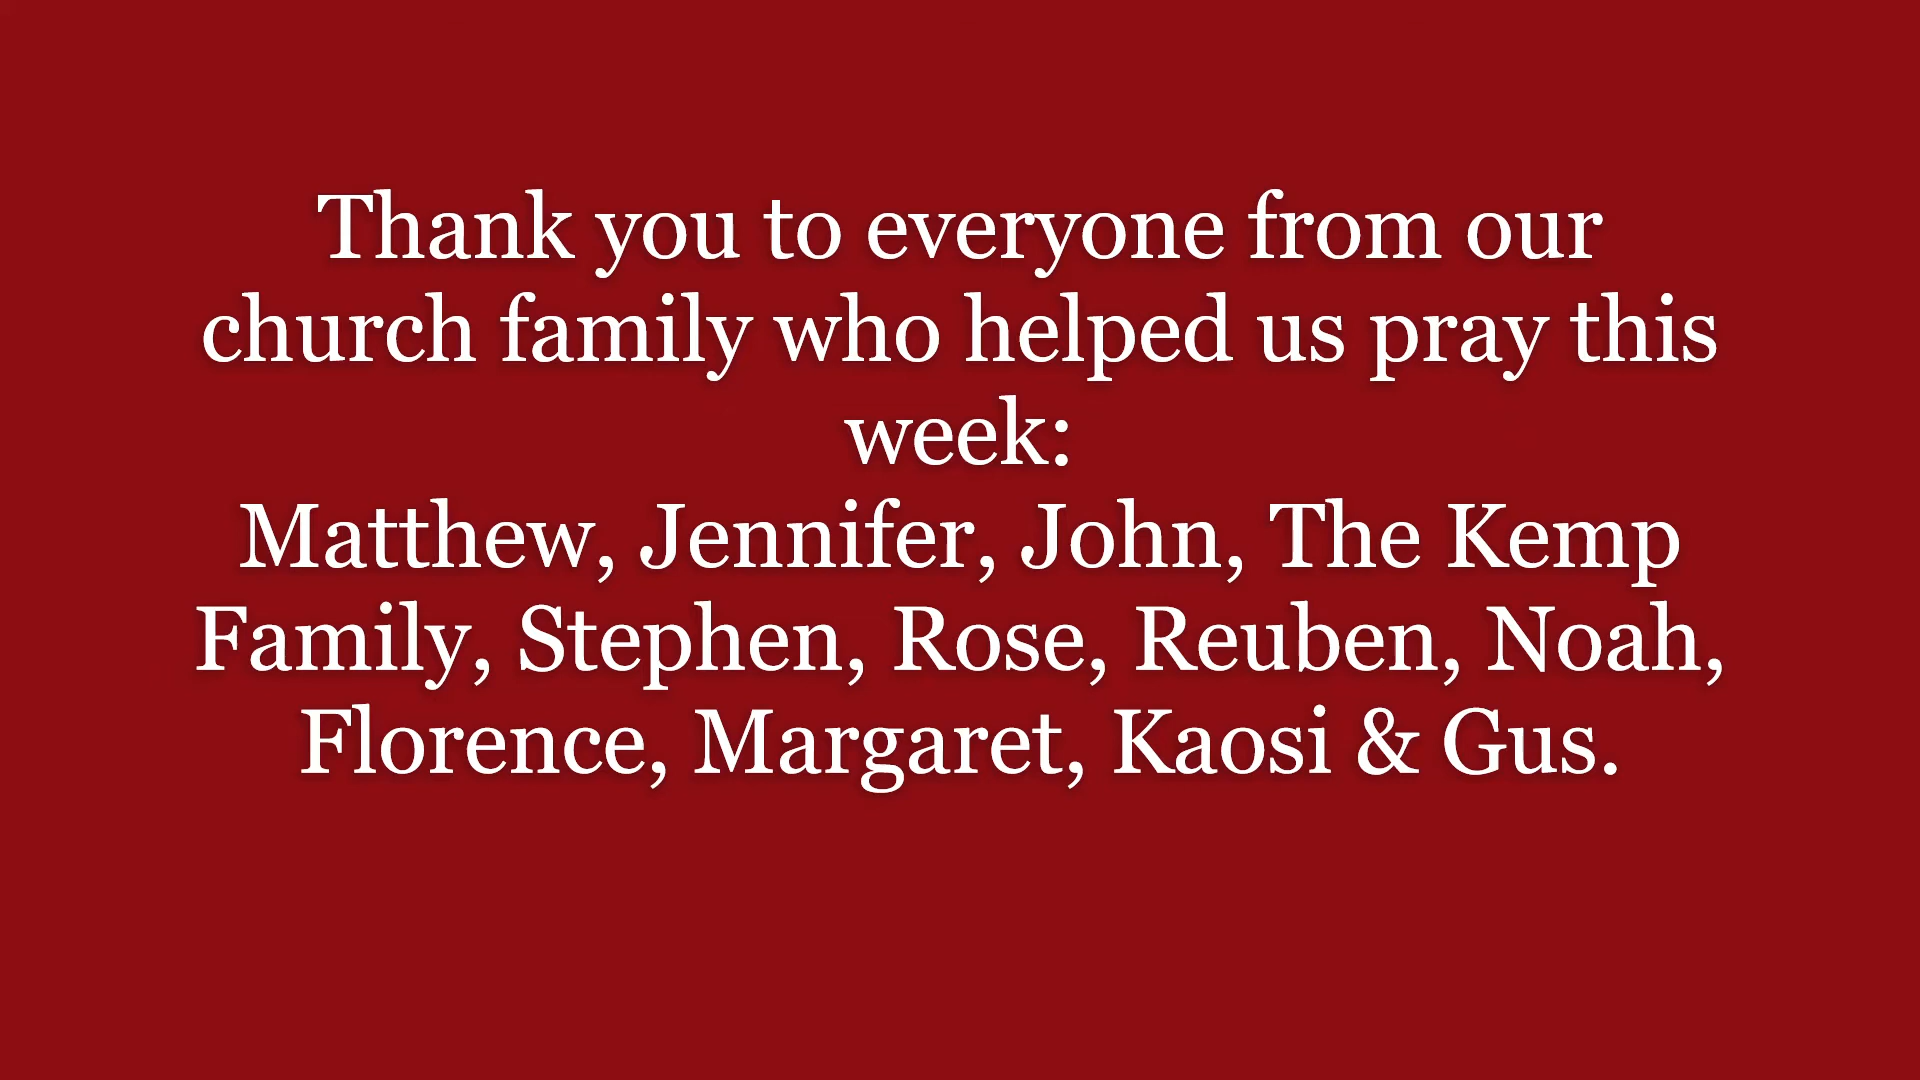 Thank you to everyone from our
church family who helped us pray this
week:
Matthew, Jennifer, John, The Kemp
Family, Stephen, Rose, Reuben, Noah,
Florence, Margaret, Kaosi & Gus.